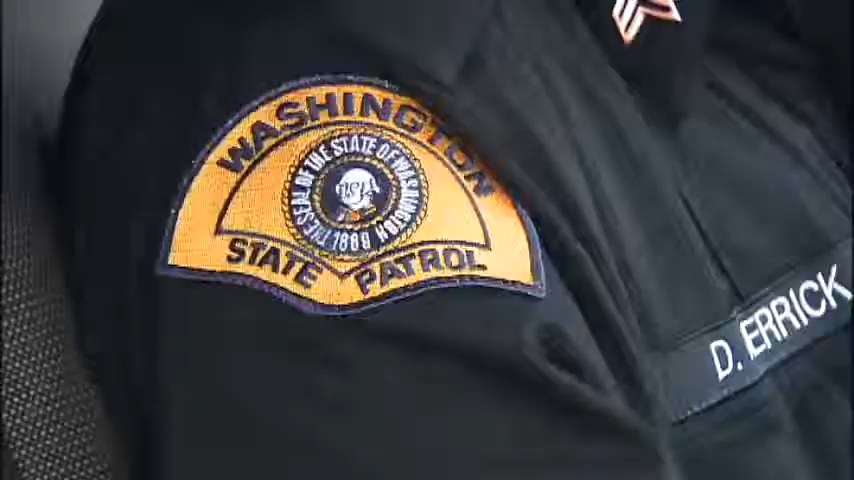 WASHINGTON
THE SEAL OF THE STATE OF WASHINGTON
1889
STATE PATROL
D. ERRICK